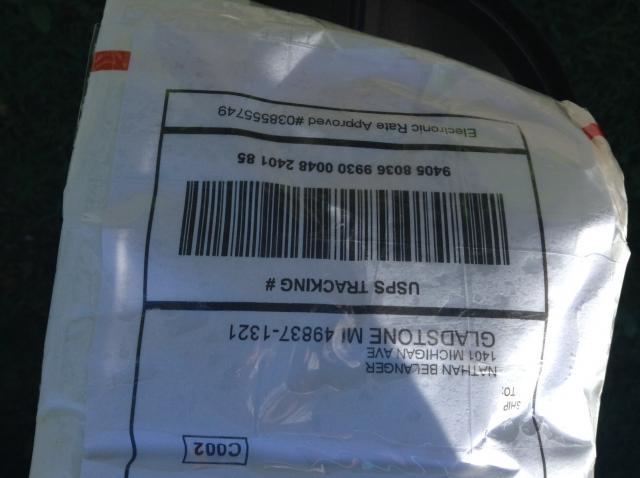 C002
SHIP
TO:
NATHAN BELANGER
1401 MICHIGAN AVE
GLADSTONE MI 49837-1321
USPS TRACKING #
9405 8036 9930 0048 2401 85
Electronic Rate Approved #038555749